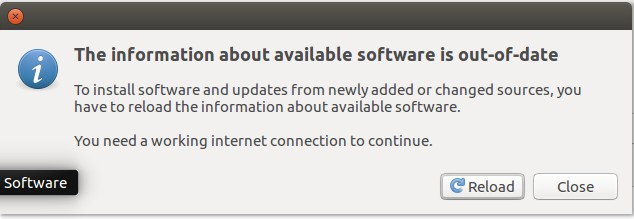 The information about available software is out-of-date
To install software and updates from newly added or changed sources, you
have to reload the information about available software.
You need a working internet connection to continue.
Software
Reload
Close